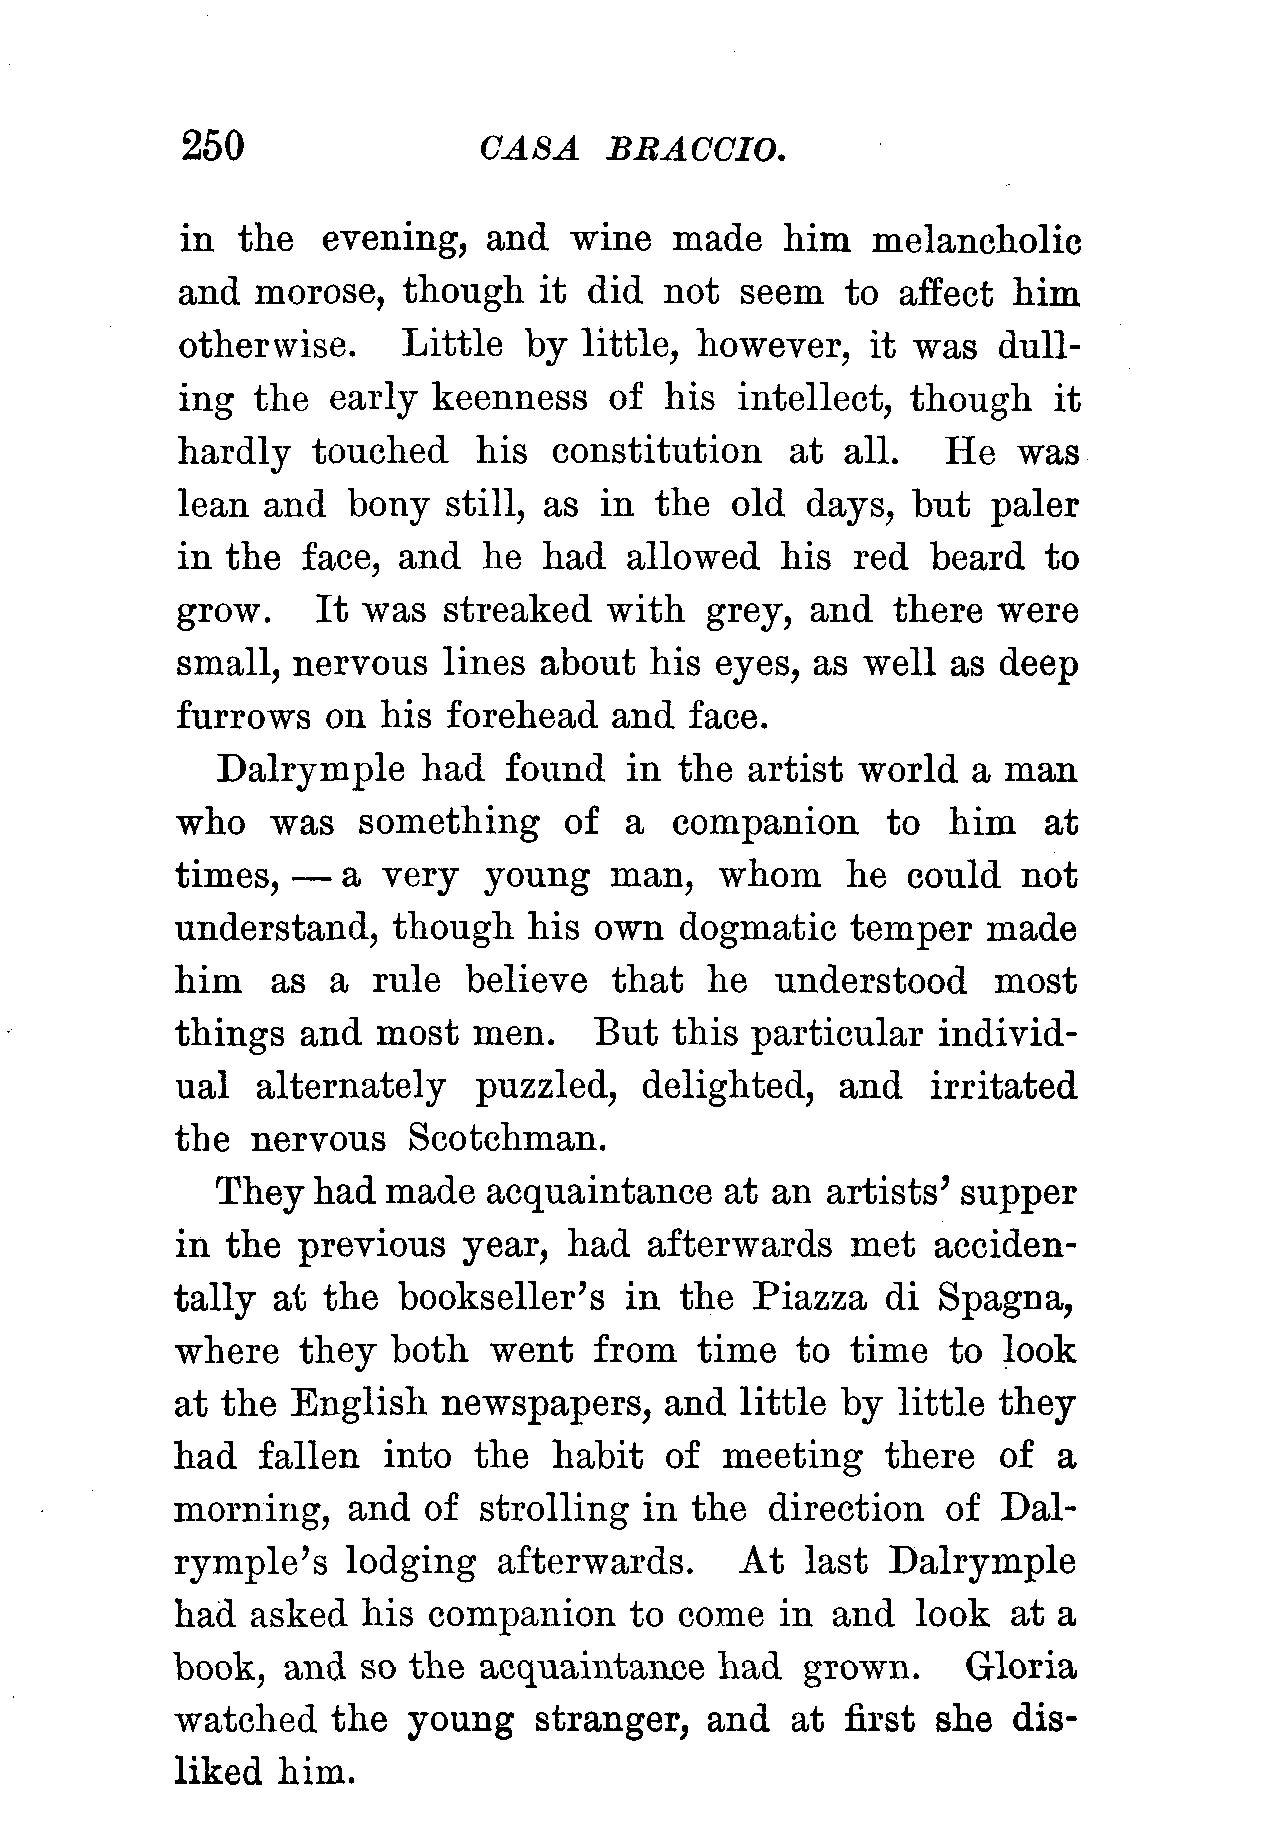 250 CASA BRACCIO.
in the evening, and wine made him melancholic
and morose, though it did not seem to affect him
otherwise. Little by little, however, it was dull-
ing the early keenness of his intellect, though it
hardly touched his constitution at all. He was
lean and bony still, as in the old days, but paler
in the face, and he had allowed his red beard to
grow. It was streaked with grey, and there were
small, nervous lines about his eyes, as well as deep
furrows on his forehead and face.
Dalrymple had found in the artist world a man
who was something of a companion to him at
times, — a very young man, whom he could not
understand, though his own dogmatic temper made
him as a rule believe that he understood most
things and most men. But this particular individ-
ual alternately puzzled, delighted, and irritated
the nervous Scotchman.
They had made acquaintance at an artists’ supper
in the previous year, had afterwards met acciden-
tally at the bookseller’s in the Piazza di Spagna,
where they both went from time to time to look
at the English newspapers, and little by little they
had fallen into the habit of meeting there of a
morning, and of strolling in the direction of Dal-
rymple’s lodging afterwards. At last Dalrymple
had asked his companion to come in and look at a
book, and so the acquaintance had grown. Gloria
watched the young stranger, and at first she dis-
liked him.